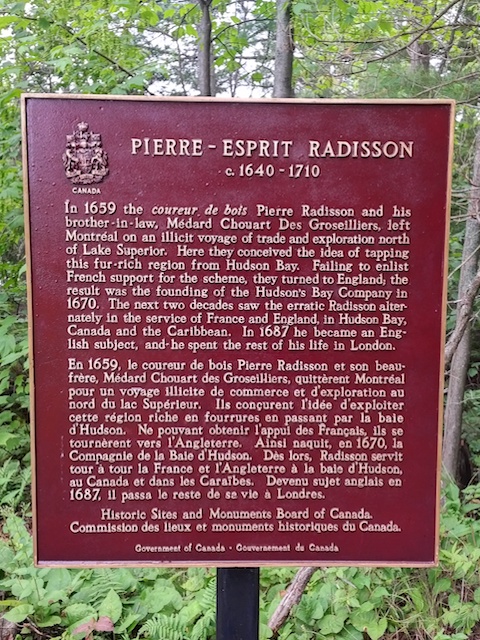 CANADA
PIERRE-ESPRIT RADISSON
c. 1640 - 1710
In 1659 the coureur de bois Pierre Radisson and his
brother-in-law, Médard Chouart Des Groseilliers, left
Montréal on an illicit voyage of trade and exploration north
of Lake Superior. Here they conceived the idea of tapping
this fur-rich region from Hudson Bay. Failing to enlist
French support for the scheme, they turned to England; the
result was the founding of the Hudson's Bay Company in
1670. The next two decades saw the erratic Radisson alter-
nately in the service of France and England, in Hudson Bay,
Canada and the Caribbean. In 1687 he became an Eng-
lish subject, and he spent the rest of his life in London.
En 1659, le coureur de bois Pierre Radisson et son beau-
frère, Médard Chouart des Groseilliers, quittèrent Montréal
pour un voyage illicite de commerce et d'exploration au
nord du lac Supérieur. Ils conçurent l'idée d'exploiter
cette région riche en fourrures en passant par la baie
d'Hudson. Ne pouvant obtenir l'appui des Français, ils se
tournèrent vers l'Angleterre. Ainsi naquit, en 1670, la
Compagnie de la Baie d'Hudson. Dès lors, Radisson servit
tour à tour la France et l'Angleterre à la baie d'Hudson,
au Canada et dans les Caraïbes. Devenu sujet anglais en
1687, il passa le reste de sa vie à Londres.
Historic Sites and Monuments Board of Canada.
Commission des lieux et monuments historiques du Canada.
Government of Canada · Gouvernement du Canada